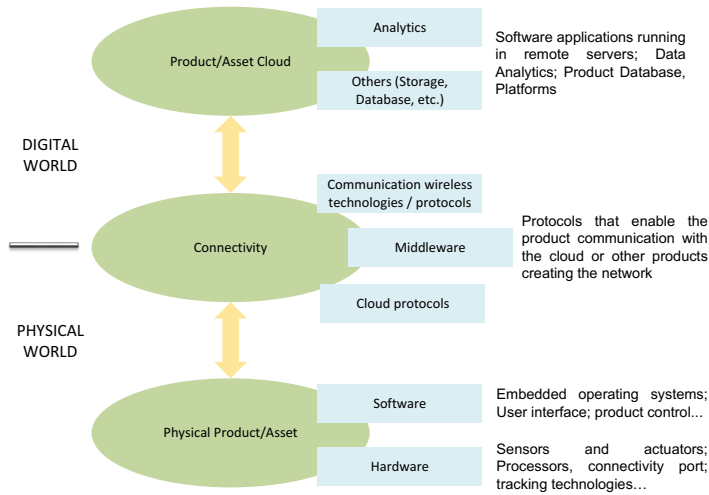 Analytics
Product/Asset Cloud
Others (Storage,
Database, etc.)
Software applications running
in remote servers; Data
Analytics; Product Database,
Platforms
DIGITAL
WORLD
Communication wireless
technologies / protocols
Connectivity
Middleware
Cloud protocols
Protocols that enable the
product communication with
the cloud or other products
creating the network
PHYSICAL
WORLD
Software
Physical Product/Asset
Hardware
Embedded operating systems;
User interface; product control...
Sensors and actuators;
Processors, connectivity port;
tracking technologies…